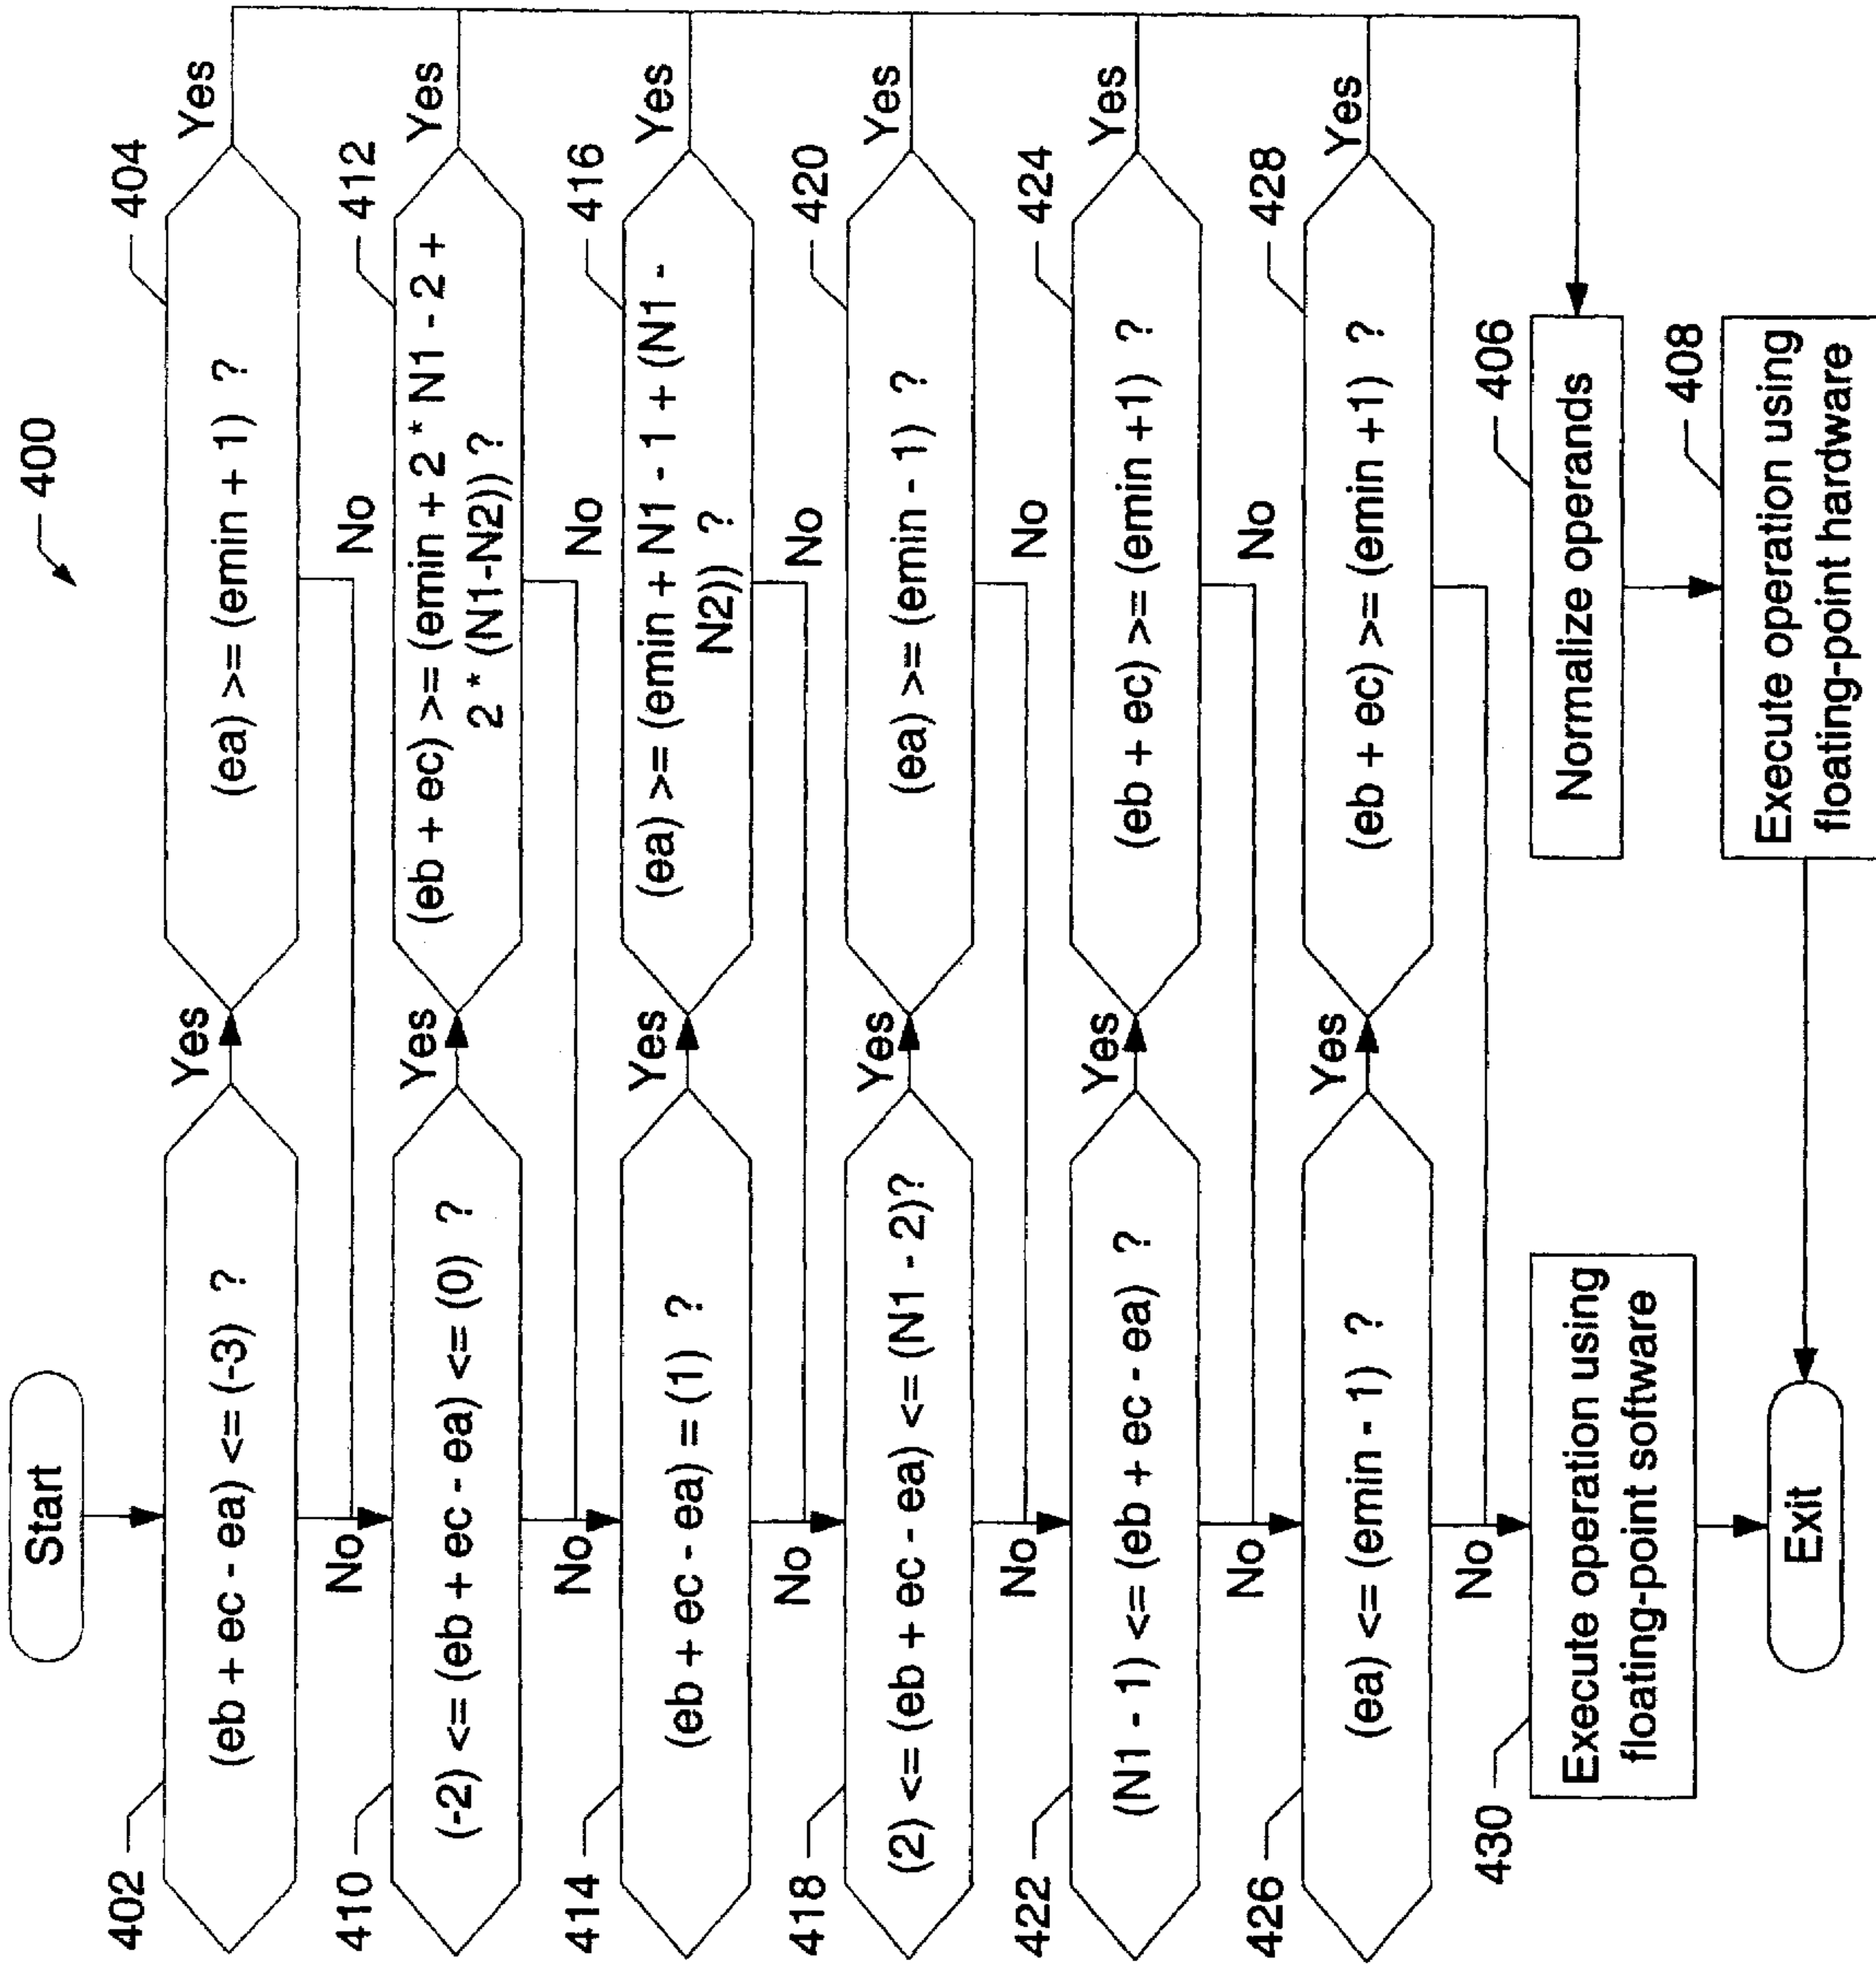 400
Start
402
(eb + ec - ea) <= (-3) ?
Yes
404
(ea) >= (emin + 1) ?
Yes
No
No
410
(-2) <= (eb + ec - ea) <= (0) ?
Yes
412
(eb + ec) >= (emin + 2 * N1 - 2 +
2 * (N1-N2)) ?
Yes
No
No
414
(eb + ec - ea) = (1) ?
Yes
416
(ea) >= (emin + N1 - 1 + (N1 -
N2)) ?
Yes
No
No
418
(2) <= (eb + ec - ea) <= (N1 - 2)?
Yes
420
(ea) >= (emin - 1) ?
Yes
No
No
422
(N1 - 1) <= (eb + ec - ea) ?
Yes
424
(eb + ec) >= (emin +1) ?
Yes
No
No
426
(ea) <= (emin - 1) ?
Yes
428
(eb + ec) >= (emin +1) ?
Yes
No
430
Execute operation using
floating-point software
406
Normalize operands
408
Execute operation using
floating-point hardware
Exit